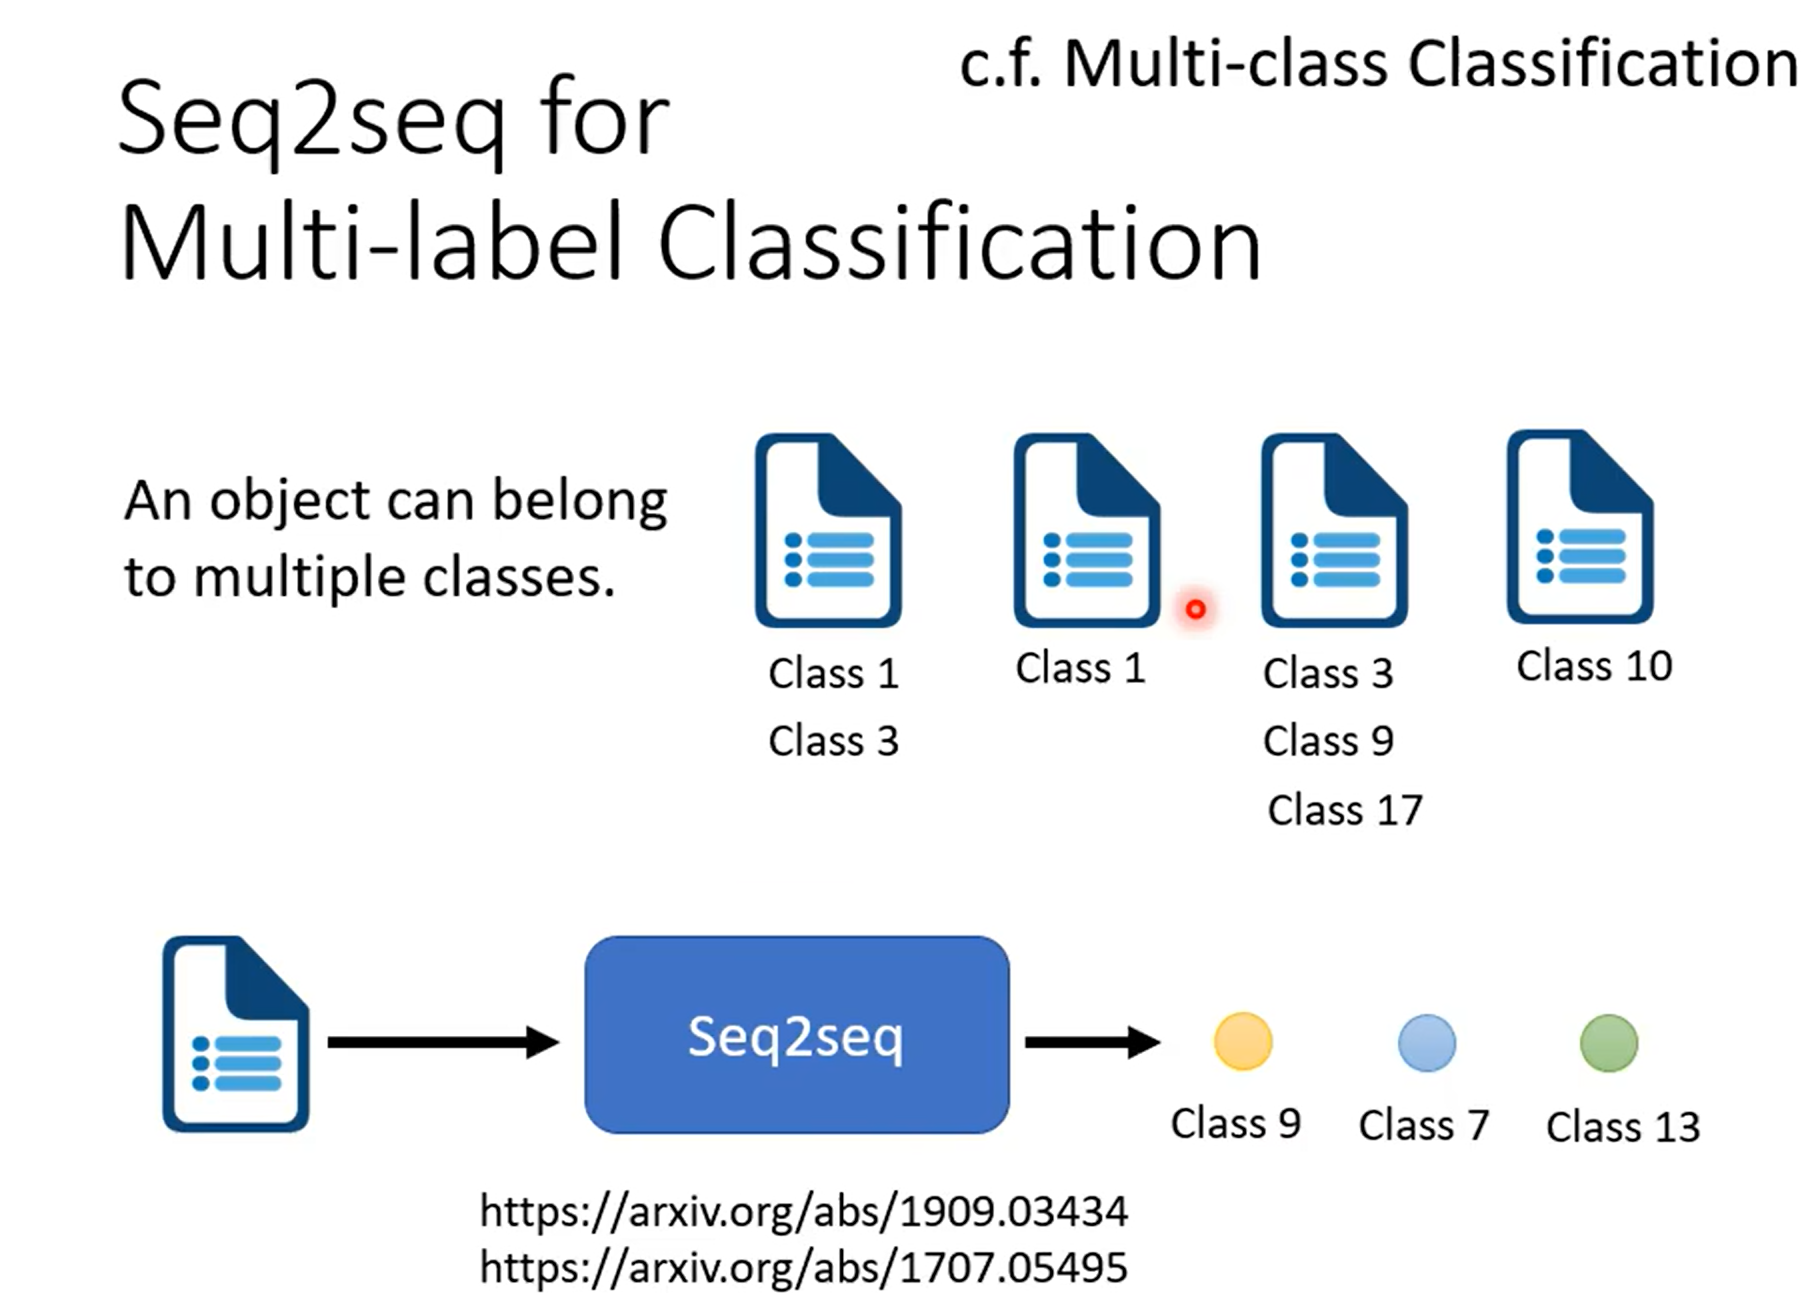 c.f. Multi-class Classification
Seq2seq for
Multi-label Classification
An object can belong
to multiple classes.
Class 1
Class 3
Class 1
Class 3
Class 9
Class 17
Class 10
Seq2seq
Class 9
Class 7
Class 13
https://arxiv.org/abs/1909.03434
https://arxiv.org/abs/1707.05495